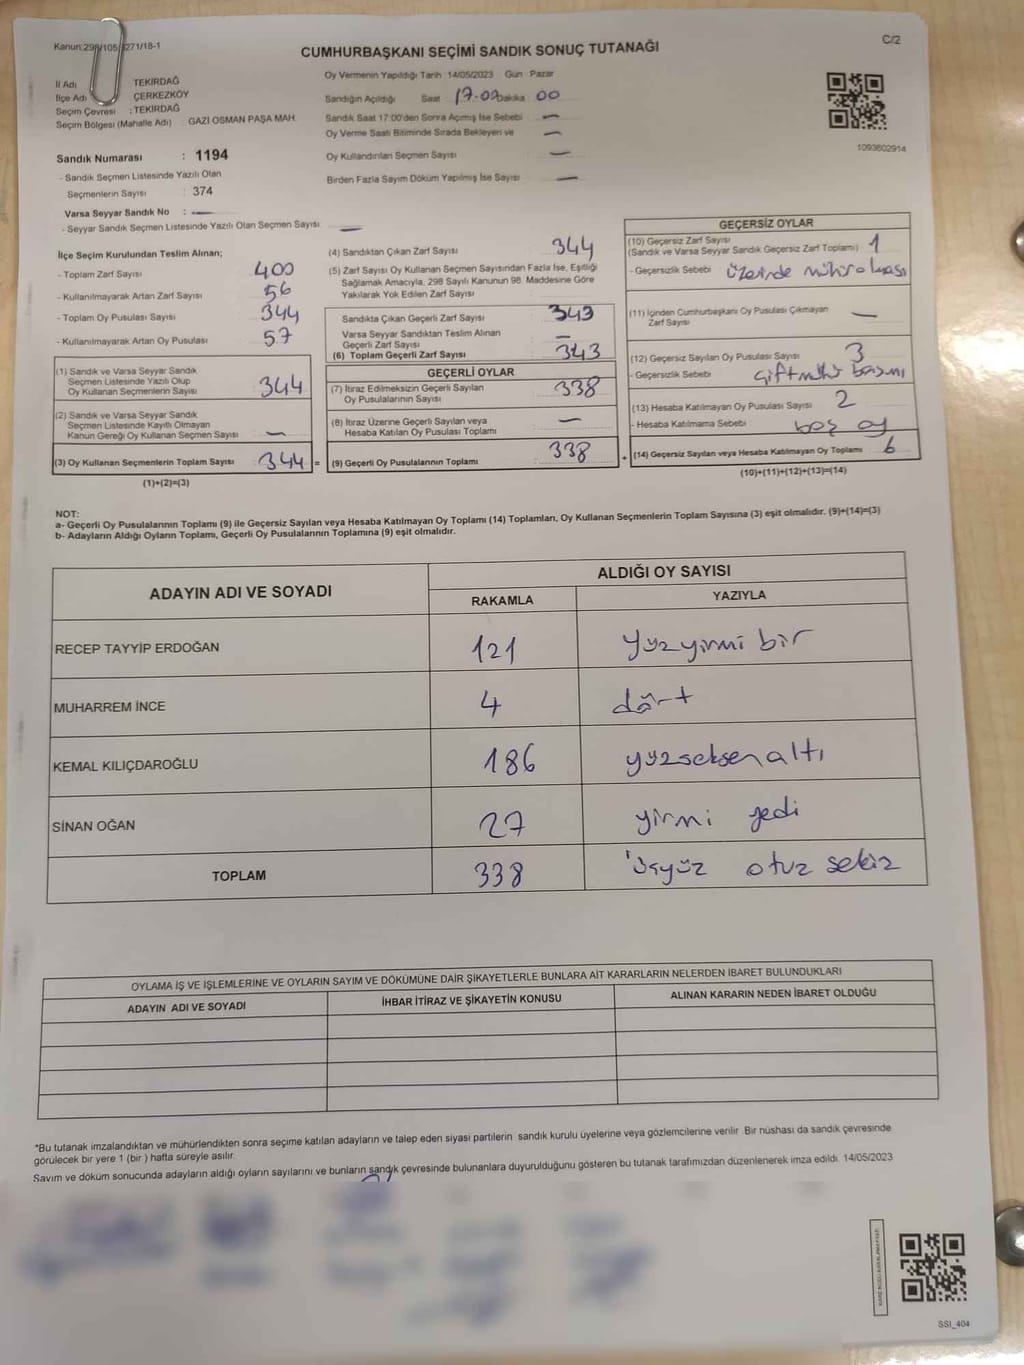 Kanun:298/105 271/18-1
C/2
CUMHURBAŞKANI SEÇİMİ SANDIK SONUÇ TUTANAĞI
İl Adı TEKİRDAĞ
İlçe Adı ÇERKEZKÖY
Seçim Çevresi : TEKİRDAĞ
Seçim Bölgesi (Mahalle Adı) GAZİ OSMAN PAŞA MAH.
Oy Vermenin Yapıldığı Tarih 14/05/2023 Gün Pazar
Sandığın Açıldığı Saat 17:00 Dakika 00
Sandık Saat 17:00'den Sonra Açımış İse Sebebi —
Oy Verme Saati Bitiminde Sırada Bekleyen ve —
Oy Kullandırılan Seçmen Sayısı —
Birden Fazla Sayım Döküm Yapılmış İse Sayısı —
1093802914
Sandık Numarası : 1194
- Sandık Seçmen Listesinde Yazılı Olan
Seçmenlerin Sayısı : 374
Varsa Seyyar Sandık No : —
- Seyyar Sandık Seçmen Listesinde Yazılı Olan Seçmen Sayısı —
İlçe Seçim Kurulundan Teslim Alınan;
- Toplam Zarf Sayısı 400
- Kullanılmayarak Artan Zarf Sayısı 56
- Toplam Oy Pusulası Sayısı 344
- Kullanılmayarak Artan Oy Pusulası 57
(1) Sandık ve Varsa Seyyar Sandık
Seçmen Listesinde Yazılı Olup
Oy Kullanan Seçmenlerin Sayısı 344
(2) Sandık ve Varsa Seyyar Sandık
Seçmen Listesinde Kayıtlı Olmayan
Kanun Gereği Oy Kullanan Seçmen Sayısı —
(3) Oy Kullanan Seçmenlerin Toplam Sayısı 344 =
(1)+(2)=(3)
(4) Sandıktan Çıkan Zarf Sayısı 344
(5) Zarf Sayısı Oy Kullanan Seçmen Sayısından Fazla İse, Eşitliği
Sağlamak Amacıyla, 298 Sayılı Kanunun 98. Maddesine Göre
Yakılarak Yok Edilen Zarf Sayısı
Sandıkta Çıkan Geçerli Zarf Sayısı 343
Varsa Seyyar Sandıktan Teslim Alınan
Geçerli Zarf Sayısı —
(6) Toplam Geçerli Zarf Sayısı 343
GEÇERLİ OYLAR
(7) İtiraz Edilmeksizin Geçerli Sayılan
Oy Pusulalarının Sayısı 338
(8) İtiraz Üzerine Geçerli Sayılan veya
Hesaba Katılan Oy Pusulası Toplamı —
(9) Geçerli Oy Pusulalarının Toplamı 338 +
GEÇERSİZ OYLAR
(10) Geçersiz Zarf Sayısı
(Sandık ve Varsa Seyyar Sandık Geçersiz Zarf Toplamı) 1
- Geçersizlik Sebebi üzerinde mühür olması
(11) İçinden Cumhurbaşkanı Oy Pusulası Çıkmayan
Zarf Sayısı —
(12) Geçersiz Sayılan Oy Pusulası Sayısı 3
- Geçersizlik Sebebi çift mühür basımı
(13) Hesaba Katılmayan Oy Pusulası Sayısı 2
- Hesaba Katılmama Sebebi boş oy
(14) Geçersiz Sayılan veya Hesaba Katılmayan Oy Toplamı 6
(10)+(11)+(12)+(13)=(14)
NOT:
a- Geçerli Oy Pusulalarının Toplamı (9) ile Geçersiz Sayılan veya Hesaba Katılmayan Oy Toplamı (14) Toplamları, Oy Kullanan Seçmenlerin Toplam Sayısına (3) eşit olmalıdır. (9)+(14)=(3)
b- Adayların Aldığı Oyların Toplamı, Geçerli Oy Pusulalarının Toplamına (9) eşit olmalıdır.
ADAYIN ADI VE SOYADI ALDIĞI OY SAYISI
RAKAMLA YAZIYLA
RECEP TAYYİP ERDOĞAN 121 yüzyirmi bir
MUHARREM İNCE 4 dört
KEMAL KILIÇDAROĞLU 186 yüzseksen altı
SİNAN OĞAN 27 yirmi yedi
TOPLAM 338 üçyüz otuz sekiz
OYLAMA İŞ VE İŞLEMLERİNE VE OYLARIN SAYIM VE DÖKÜMÜNE DAİR ŞİKAYETLERLE BUNLARA AİT KARARLARIN NELERDEN İBARET BULUNDUKLARI
ADAYIN ADI VE SOYADI İHBAR İTİRAZ VE ŞİKAYETİN KONUSU ALINAN KARARIN NEDEN İBARET OLDUĞU
*Bu tutanak imzalandıktan ve mühürlendikten sonra seçime katılan adayların ve talep eden siyasi partilerin sandık kurulu üyelerine veya gözlemcilerine verilir. Bir nüshası da sandık çevresinde
görülecek bir yere 1 (bir ) hafta süreyle asılır.
Sayım ve döküm sonucunda adayların aldığı oyların sayılarını ve bunların sandık çevresinde bulunanlara duyurulduğunu gösteren bu tutanak tarafımızdan düzenlenerek imza edildi. 14/05/2023
SSI_404